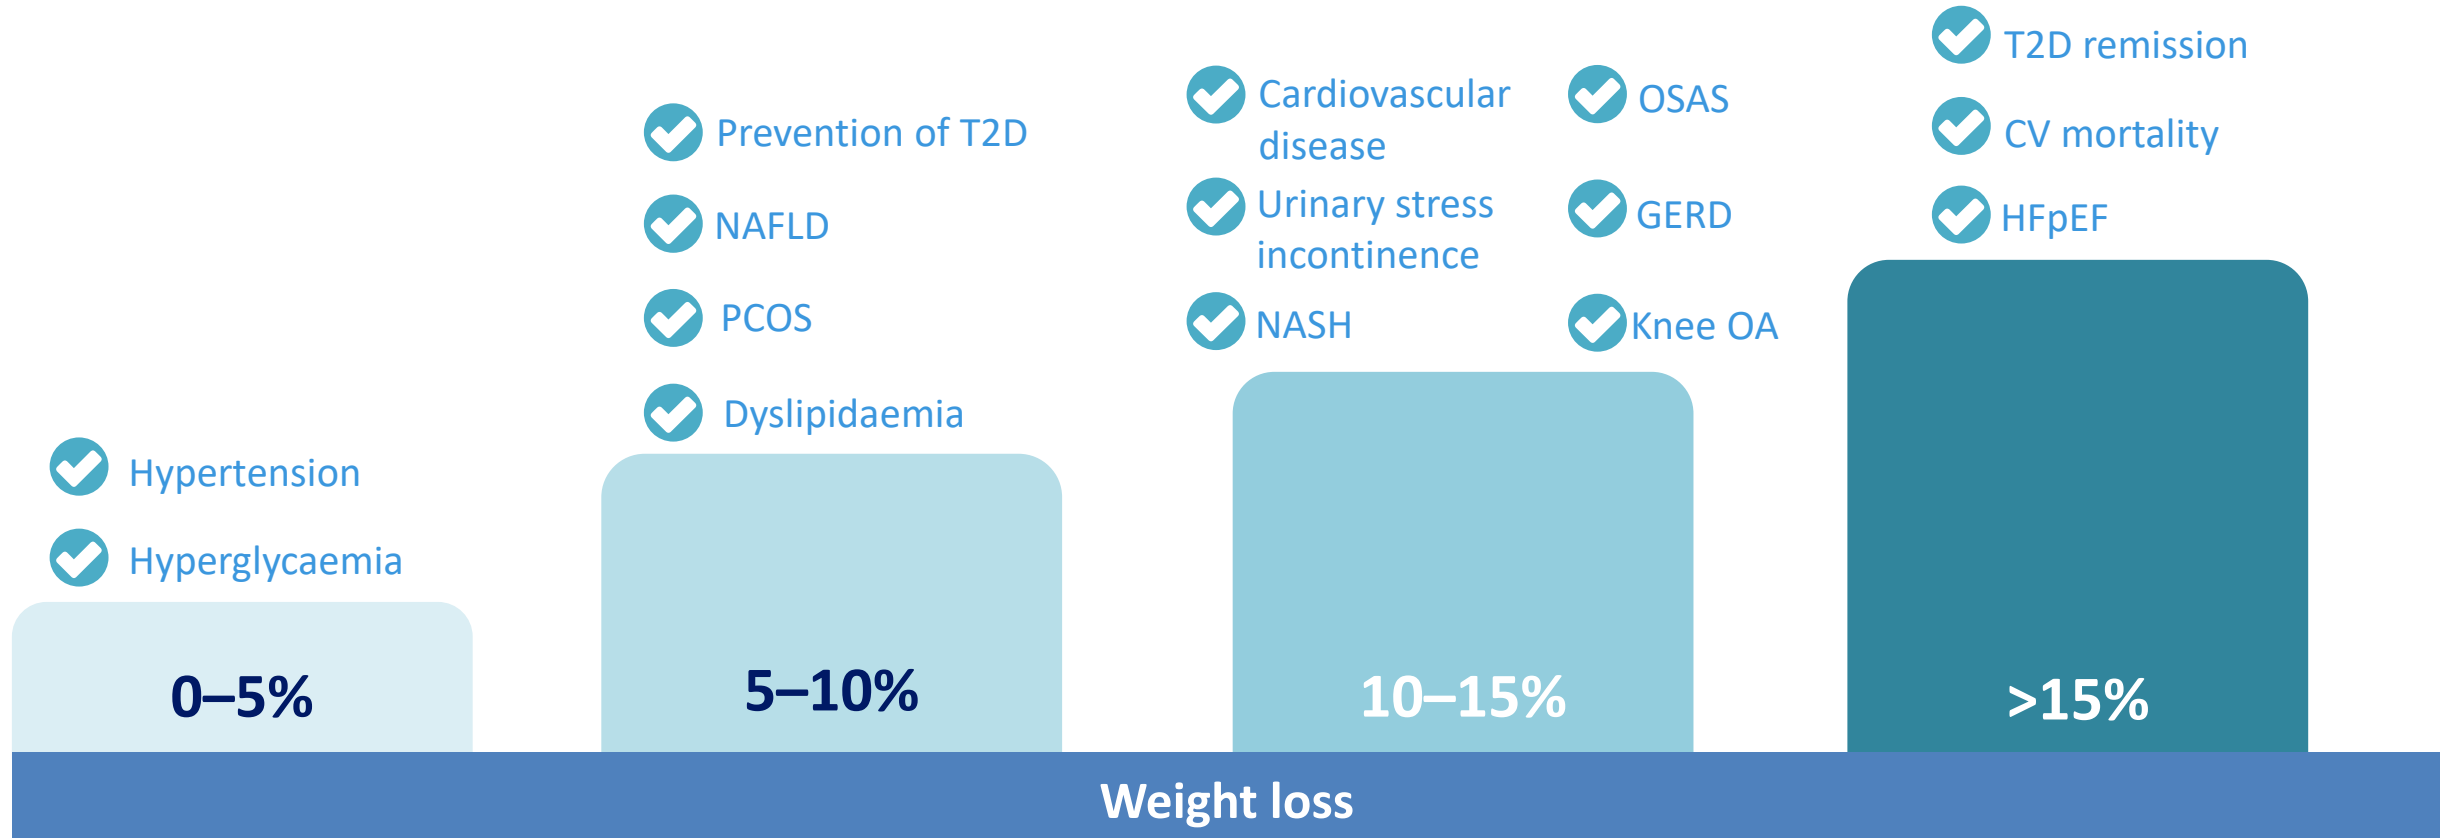 Hypertension
Hyperglycaemia
0–5%
Prevention of T2D
NAFLD
PCOS
Dyslipidaemia
5–10%
Cardiovascular
disease
Urinary stress
incontinence
NASH
OSAS
GERD
Knee OA
10–15%
T2D remission
CV mortality
HFpEF
>15%
Weight loss